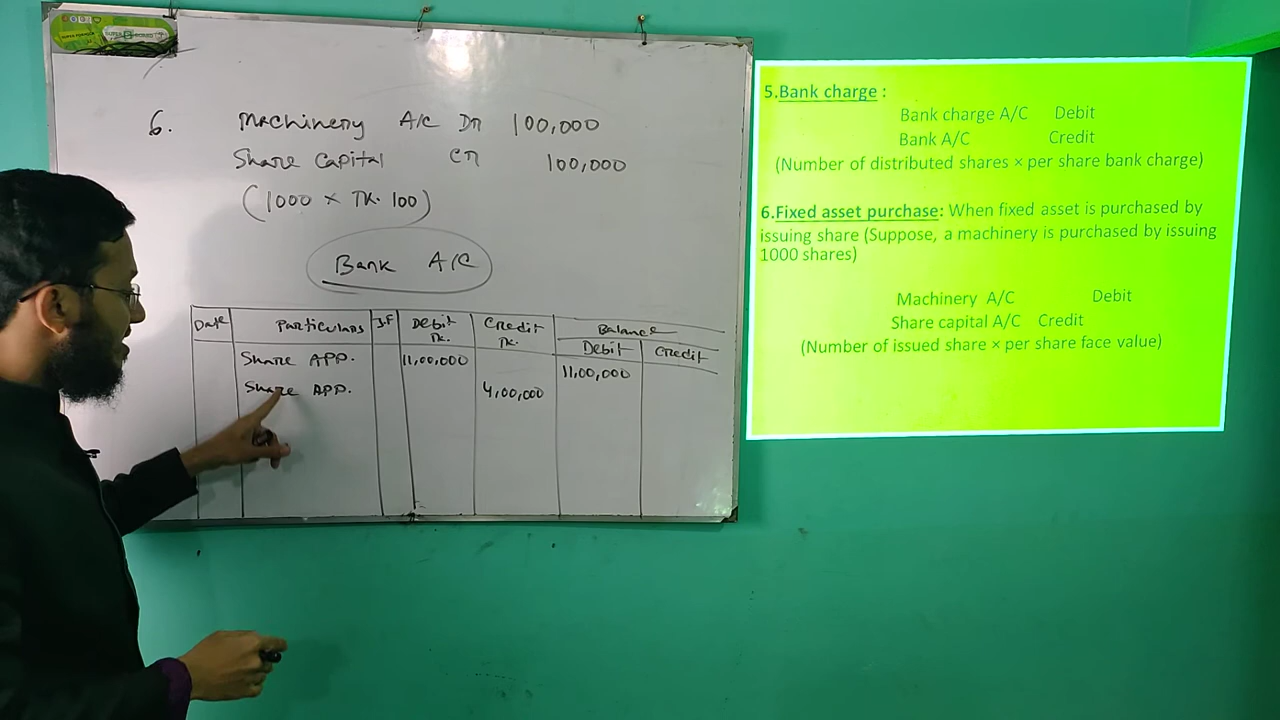 6. Machinery A/C Dr 100,000
Share Capital Cr 100,000
(1000 × TK. 100)
Bank A/C
Date Particulars J.F Debit Tk. Credit Tk. Balance
Debit Credit
Share APP. 11,00,000 11,00,000
Share APP. 4,00,000
5.Bank charge :
Bank charge A/C Debit
Bank A/C Credit
(Number of distributed shares × per share bank charge)
6.Fixed asset purchase: When fixed asset is purchased by
issuing share (Suppose, a machinery is purchased by issuing
1000 shares)
Machinery A/C Debit
Share capital A/C Credit
(Number of issued share × per share face value)